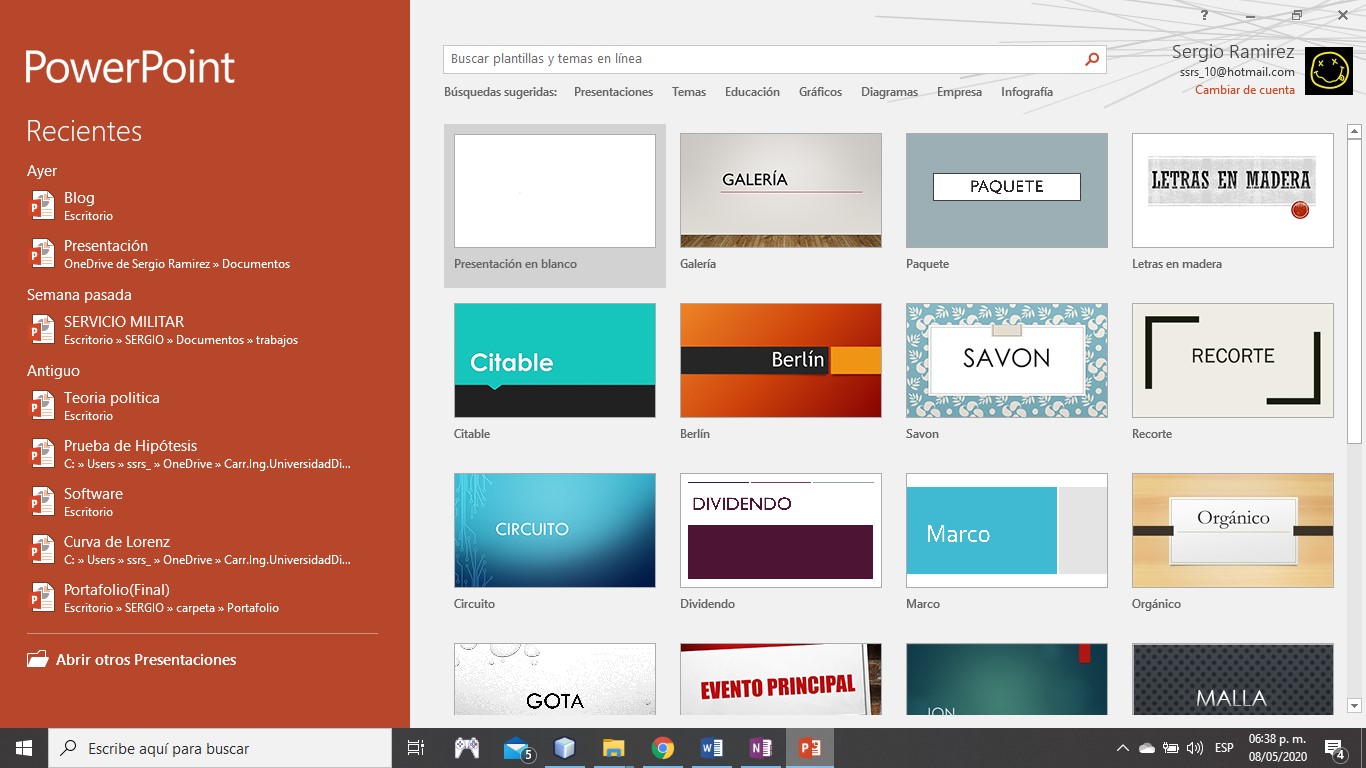 PowerPoint
Recientes
Ayer
Blog
Escritorio
Presentación
OneDrive de Sergio Ramirez » Documentos
Semana pasada
SERVICIO MILITAR
Escritorio » SERGIO » Documentos » trabajos
Antiguo
Teoria politica
Escritorio
Prueba de Hipótesis
C: » Users » ssrs_ » OneDrive » Carr.Ing.UniversidadDi...
Software
Escritorio
Curva de Lorenz
C: » Users » ssrs_ » OneDrive » Carr.Ing.UniversidadDi...
Portafolio(Final)
Escritorio » SERGIO » carpeta » Portafolio
Abrir otros Presentaciones
?
Buscar plantillas y temas en línea
Sergio Ramirez
ssrs_10@hotmail.com
Cambiar de cuenta
Búsquedas sugeridas: Presentaciones Temas Educación Gráficos Diagramas Empresa Infografía
GALERÍA PAQUETE LETRAS EN MADERA
Presentación en blanco Galería Paquete Letras en madera
Citable Berlín SAVON RECORTE
Citable Berlín Savon Recorte
CIRCUITO DIVIDENDO Marco Orgánico
Circuito Dividendo Marco Orgánico
GOTA EVENTO PRINCIPAL ION MALLA
Escribe aquí para buscar
5
ESP
06:38 p. m.
08/05/2020
4